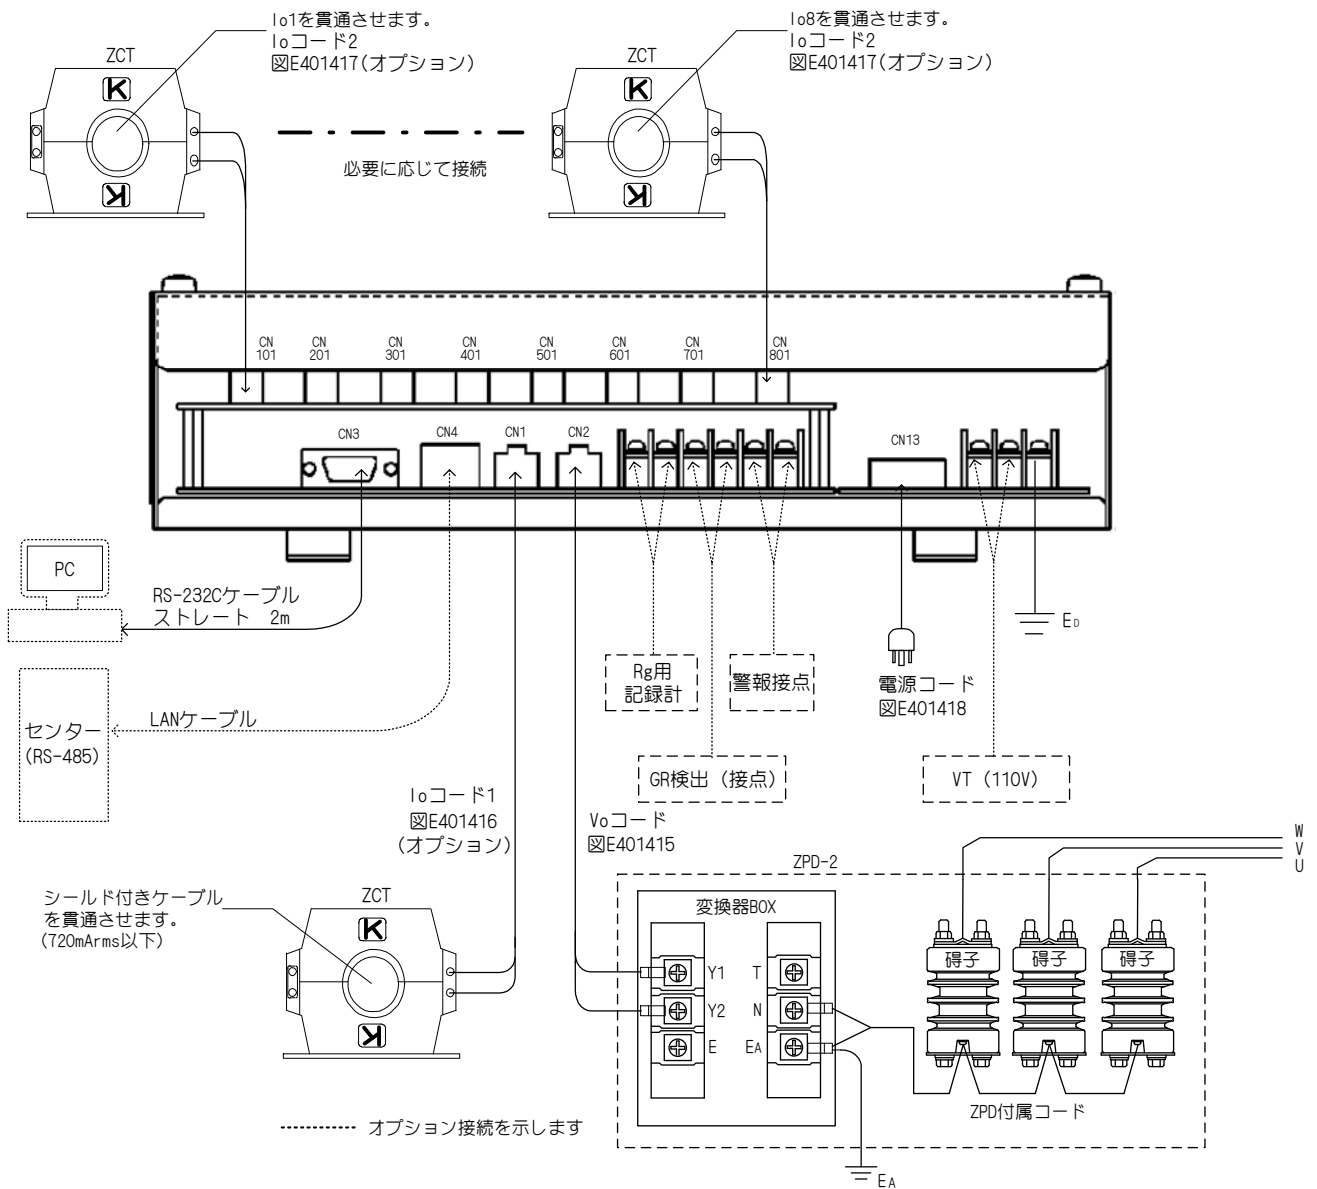 Io1を貫通させます。
Ioコード2
図E401417(オプション)
ZCT
K
K
必要に応じて接続
Io8を貫通させます。
Ioコード2
図E401417(オプション)
ZCT
K
K
CN
101
CN
201
CN
301
CN
401
CN
501
CN
601
CN
701
CN
801
CN3
CN4
CN1
CN2
CN13
PC
RS-232Cケーブル
ストレート 2m
センター
(RS-485)
LANケーブル
Rg用
記録計
警報接点
GR検出 (接点)
電源コード
図E401418
ED
VT (110V)
Ioコード1
図E401416
(オプション)
Voコード
図E401415
シールド付きケーブル
を貫通させます。
(720mArms以下)
ZCT
K
K
ZPD-2
W
V
U
変換器BOX
Y1
Y2
E
T
N
EA
碍子
碍子
碍子
ZPD付属コード
EA
オプション接続を示します